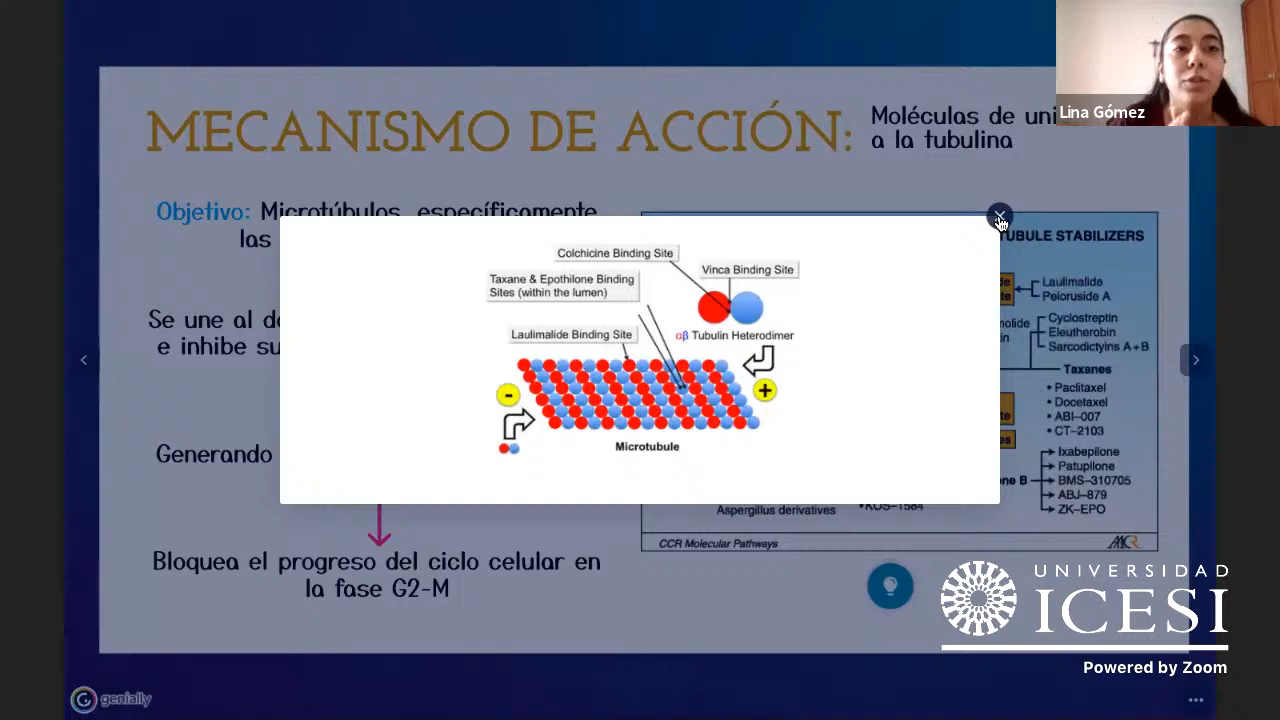 MECANISMO DE ACCIÓN:
Moléculas de uni
a la tubulina
Lina Gómez
Objetivo: Microtúbulos, específicamente
las
Se une al
e inhibe su
Generando
Bloquea el progreso del ciclo celular en
la fase G2-M
Colchicine Binding Site
Vinca Binding Site
Taxane & Epothilone Binding
Sites (within the lumen)
αβ Tubulin Heterodimer
Laulimalide Binding Site
-
+
Microtubule
TUBULE STABILIZERS
Laulimalide
Peloruside A
Cyclostreptin
Eleutherobin
Sarcodictyins A+B
Taxanes
• Paclitaxel
• Docetaxel
• ABI–007
• CT–2103
Ixabepilone
Patupilone
BMS–310705
ABJ–879
ZK–EPO
Aspergillus derivatives
•KOS–1584
CCR Molecular Pathways
UNIVERSIDAD
ICESI
Powered by Zoom
genially